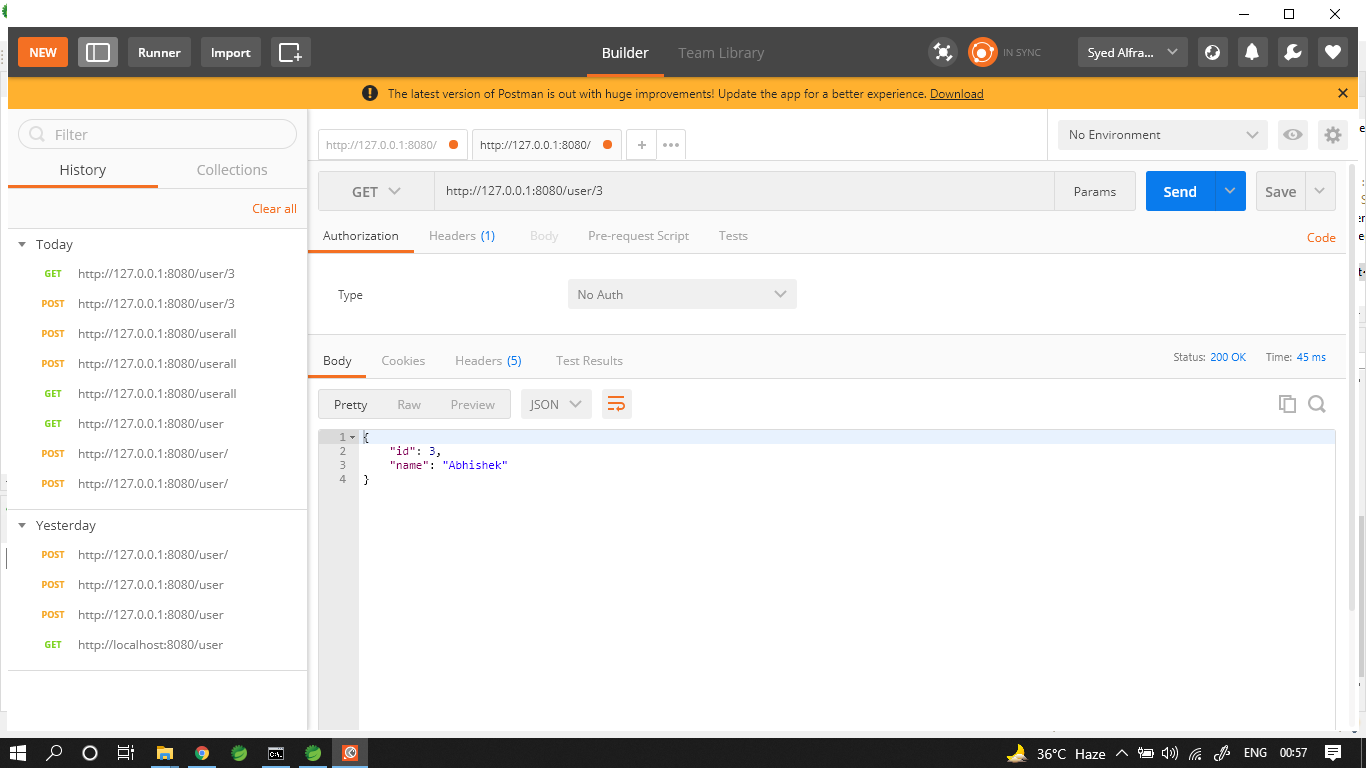 NEW Runner Import Builder Team Library IN SYNC Syed Alfra...
The latest version of Postman is out with huge improvements! Update the app for a better experience. Download
Filter
History Collections
Clear all
Today
GET http://127.0.0.1:8080/user/3
POST http://127.0.0.1:8080/user/3
POST http://127.0.0.1:8080/userall
POST http://127.0.0.1:8080/userall
GET http://127.0.0.1:8080/userall
GET http://127.0.0.1:8080/user
POST http://127.0.0.1:8080/user/
POST http://127.0.0.1:8080/user/
Yesterday
POST http://127.0.0.1:8080/user/
POST http://127.0.0.1:8080/user
POST http://127.0.0.1:8080/user
GET http://localhost:8080/user
http://127.0.0.1:8080/ http://127.0.0.1:8080/ + ••• No Environment
GET http://127.0.0.1:8080/user/3 Params Send Save
Authorization Headers (1) Body Pre-request Script Tests Code
Type No Auth
Body Cookies Headers (5) Test Results Status: 200 OK Time: 45 ms
Pretty Raw Preview JSON
1 {
2 "id": 3,
3 "name": "Abhishek"
4 }
36°C Haze ENG 00:57